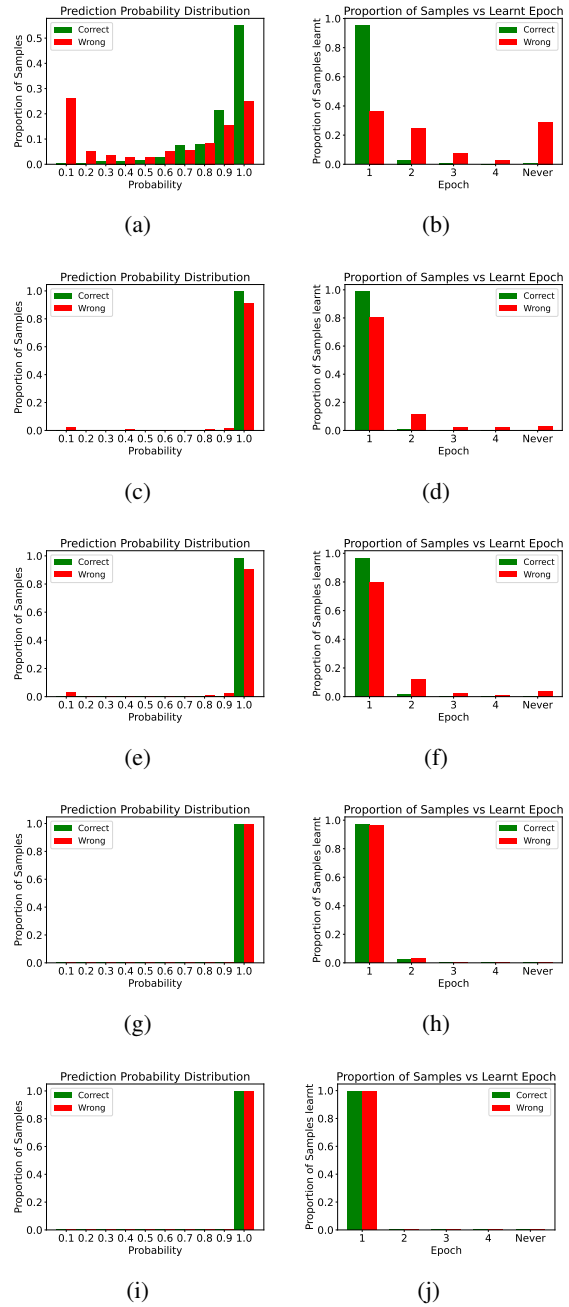 Prediction Probability Distribution
Proportion of Samples
0.5
0.4
0.3
0.2
0.1
0.0
Correct
Wrong
0.1 0.2 0.3 0.4 0.5 0.6 0.7 0.8 0.9 1.0
Probability
(a)
Proportion of Samples vs Learnt Epoch
Proportion of Samples learnt
1.0
0.8
0.6
0.4
0.2
0.0
Correct
Wrong
1 2 3 4 Never
Epoch
(b)
Prediction Probability Distribution
Proportion of Samples
1.0
0.8
0.6
0.4
0.2
0.0
Correct
Wrong
0.1 0.2 0.3 0.4 0.5 0.6 0.7 0.8 0.9 1.0
Probability
(c)
Proportion of Samples vs Learnt Epoch
Proportion of Samples learnt
1.0
0.8
0.6
0.4
0.2
0.0
Correct
Wrong
1 2 3 4 Never
Epoch
(d)
Prediction Probability Distribution
Proportion of Samples
1.0
0.8
0.6
0.4
0.2
0.0
Correct
Wrong
0.1 0.2 0.3 0.4 0.5 0.6 0.7 0.8 0.9 1.0
Probability
(e)
Proportion of Samples vs Learnt Epoch
Proportion of Samples learnt
1.0
0.8
0.6
0.4
0.2
0.0
Correct
Wrong
1 2 3 4 Never
Epoch
(f)
Prediction Probability Distribution
Proportion of Samples
1.0
0.8
0.6
0.4
0.2
0.0
Correct
Wrong
0.1 0.2 0.3 0.4 0.5 0.6 0.7 0.8 0.9 1.0
Probability
(g)
Proportion of Samples vs Learnt Epoch
Proportion of Samples learnt
1.0
0.8
0.6
0.4
0.2
0.0
Correct
Wrong
1 2 3 4 Never
Epoch
(h)
Prediction Probability Distribution
Proportion of Samples
1.0
0.8
0.6
0.4
0.2
0.0
Correct
Wrong
0.1 0.2 0.3 0.4 0.5 0.6 0.7 0.8 0.9 1.0
Probability
(i)
Proportion of Samples vs Learnt Epoch
Proportion of Samples learnt
1.0
0.8
0.6
0.4
0.2
0.0
Correct
Wrong
1 2 3 4 Never
Epoch
(j)